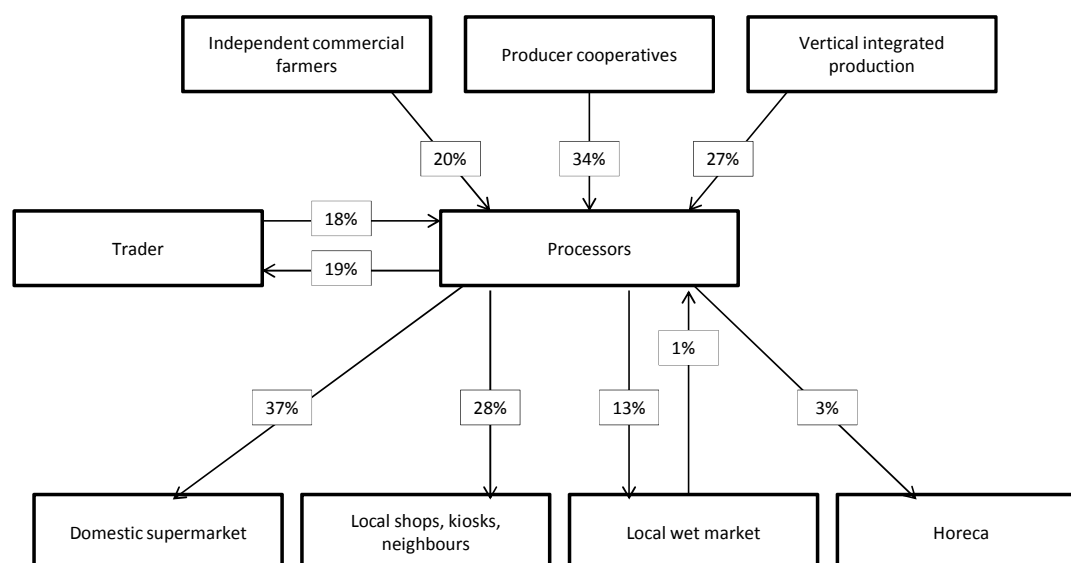 Independent commercial
farmers
Producer cooperatives
Vertical integrated
production
20%
34%
27%
Trader
18%
19%
Processors
1%
37%
28%
13%
3%
Domestic supermarket
Local shops, kiosks,
neighbours
Local wet market
Horeca